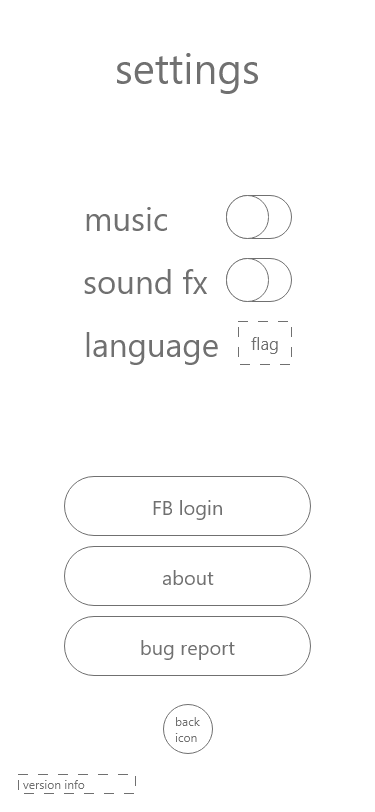 settings
music
sound fx
language
flag
FB login
about
bug report
back
icon
version info